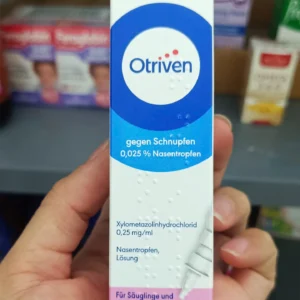 Otriven
gegen Schnupfen
0,025 % Nasentropfen
Xylometazolinhydrochlorid
0,25 mg/ml
Nasentropfen,
Lösung
Für Säuglinge und